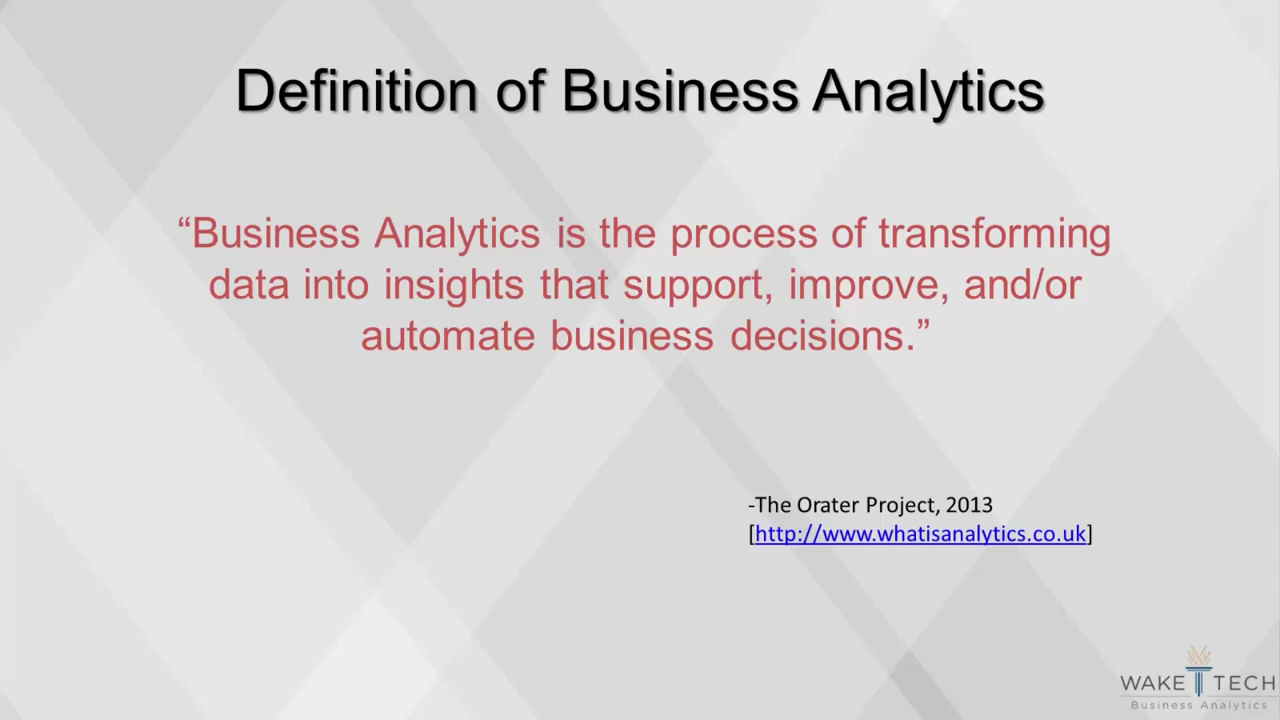 Definition of Business Analytics
“Business Analytics is the process of transforming
data into insights that support, improve, and/or
automate business decisions.”
-The Orater Project, 2013
[http://www.whatisanalytics.co.uk]
WAKE TECH
Business Analytics